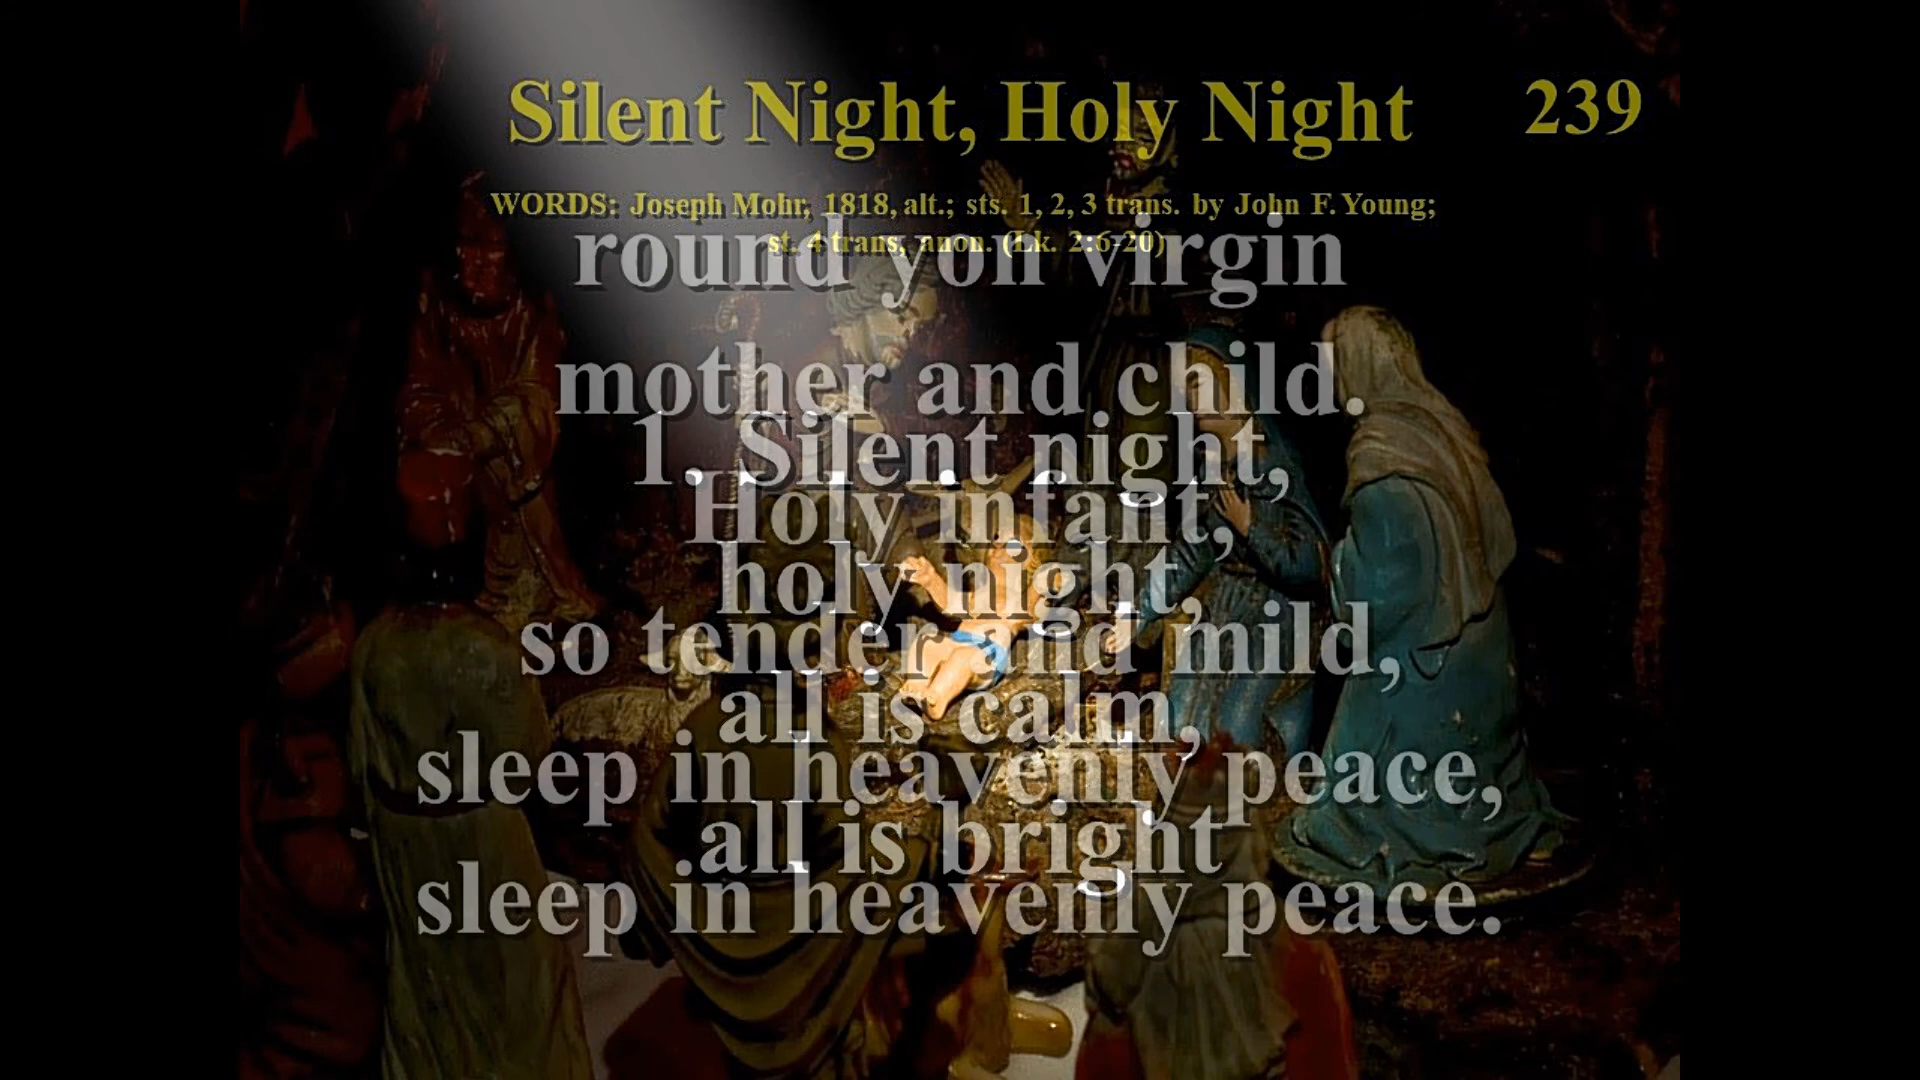 Silent Night, Holy Night 239
WORDS: Joseph Mohr, 1818, alt.; sts. 1, 2, 3 trans. by John F. Young;
st. 4 trans, anon. (Lk. 2:6-20)
round yon virgin
mother and child.
1. Silent night,
Holy infant,
holy night,
so tender and mild,
all is calm,
sleep in heavenly peace,
all is bright
sleep in heavenly peace.